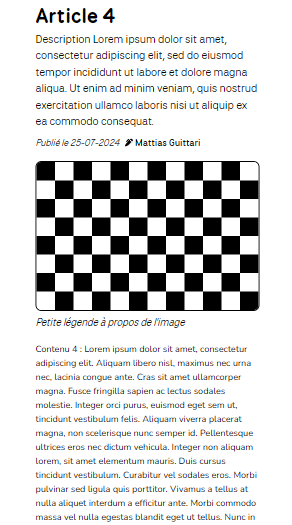 Article 4
Description Lorem ipsum dolor sit amet,
consectetur adipiscing elit, sed do eiusmod
tempor incididunt ut labore et dolore magna
aliqua. Ut enim ad minim veniam, quis nostrud
exercitation ullamco laboris nisi ut aliquip ex
ea commodo consequat.
Publié le 25-07-2024 Mattias Guittari
Petite légende à propos de l'image
Contenu 4 : Lorem ipsum dolor sit amet, consectetur
adipiscing elit. Aliquam libero nisl, maximus nec urna
nec, lacinia congue ante. Cras sit amet ullamcorper
magna. Fusce fringilla sapien ac lectus sodales
molestie. Integer orci purus, euismod eget sem ut,
tincidunt vestibulum felis. Aliquam viverra placerat
magna, non scelerisque nunc semper id. Pellentesque
ultrices eros nec dictum vehicula. Integer non aliquam
lorem, sit amet elementum mauris. Duis cursus
tincidunt vestibulum. Curabitur vel sodales eros. Morbi
pulvinar sed ligula quis porttitor. Vivamus a tellus at
nulla aliquet interdum a efficitur ante. Morbi commodo
massa vel nulla egestas blandit eget ut tellus. Nunc in